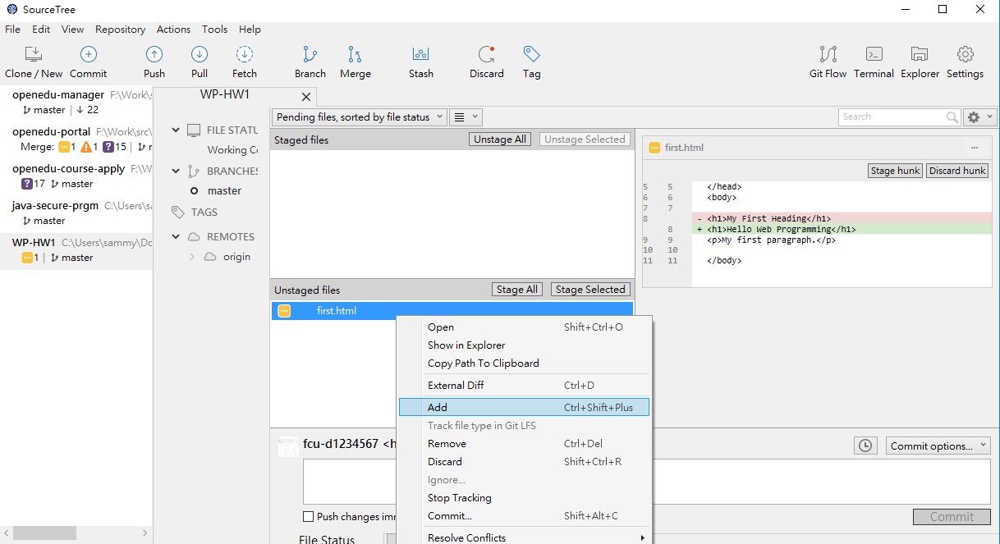 SourceTree
File Edit View Repository Actions Tools Help
Clone / New Commit Push Pull Fetch Branch Merge Stash Discard Tag Git Flow Terminal Explorer Settings
openedu-manager F:\Work\
master | ↓ 22
openedu-portal F:\Work\src\
Merge: 1 1 ? 15 |
openedu-course-apply F:\W
? 17 master
java-secure-prgm C:\Users\sa
master
WP-HW1 C:\Users\sammy\Do
1 | master
WP-HW1
FILE STATU
Working Co
BRANCHES
master
TAGS
REMOTES
origin
Pending files, sorted by file status
Search
Staged files Unstage All Unstage Selected
Unstaged files Stage All Stage Selected
first.html
first.html ...
Stage hunk Discard hunk
5 5 </head>
6 6 <body>
7 7
8 - <h1>My First Heading</h1>
8 + <h1>Hello Web Programming</h1>
9 9 <p>My first paragraph.</p>
10 10
11 11 </body>
Open Shift+Ctrl+O
Show in Explorer
Copy Path To Clipboard
External Diff Ctrl+D
Add Ctrl+Shift+Plus
Track file type in Git LFS
Remove Ctrl+Del
Discard Shift+Ctrl+R
Ignore...
Stop Tracking
Commit... Shift+Alt+C
Resolve Conflicts
fcu-d1234567 <h
Commit options...
Push changes imm
Commit
File Status